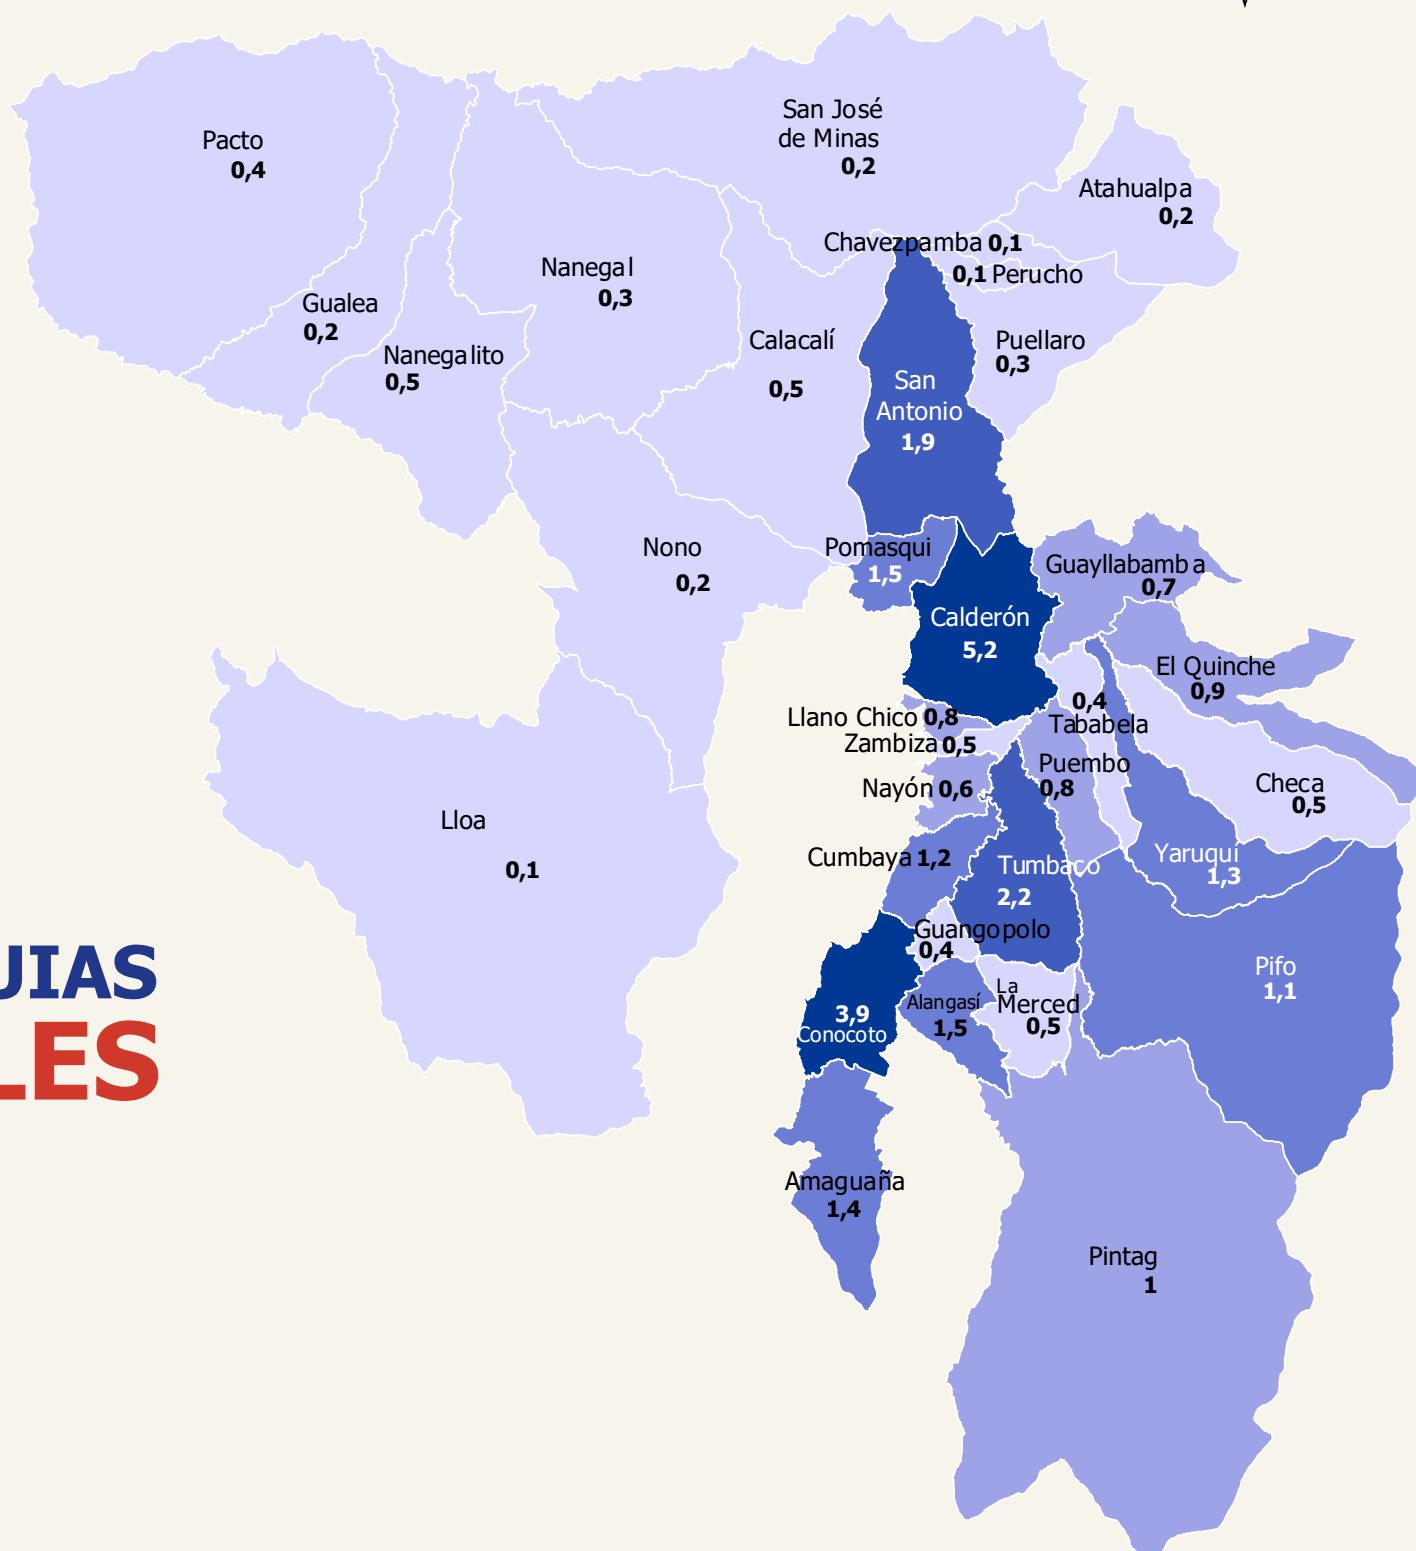 Pacto
0,4
San José
de Minas
0,2
Atahualpa
0,2
Chavezpamba 0,1
0,1 Perucho
Nanegal
0,3
Gualea
0,2
Nanegalito
0,5
Calacalí
0,5
Puellaro
0,3
San
Antonio
1,9
Nono
0,2
Pomasqui
1,5
Guayllabamba
0,7
Calderón
5,2
El Quinche
0,9
0,4
Tababela
Llano Chico 0,8
Zambiza 0,5
Puembo
0,8
Nayón 0,6
Checa
0,5
Lloa
0,1
Cumbaya 1,2
Tumbaco
2,2
Yaruqui
1,3
Guangopolo
0,4
UIAS
LES
Pifo
1,1
Alangasí
1,5
La
Merced
0,5
3,9
Conocoto
Amaguaña
1,4
Pintag
1